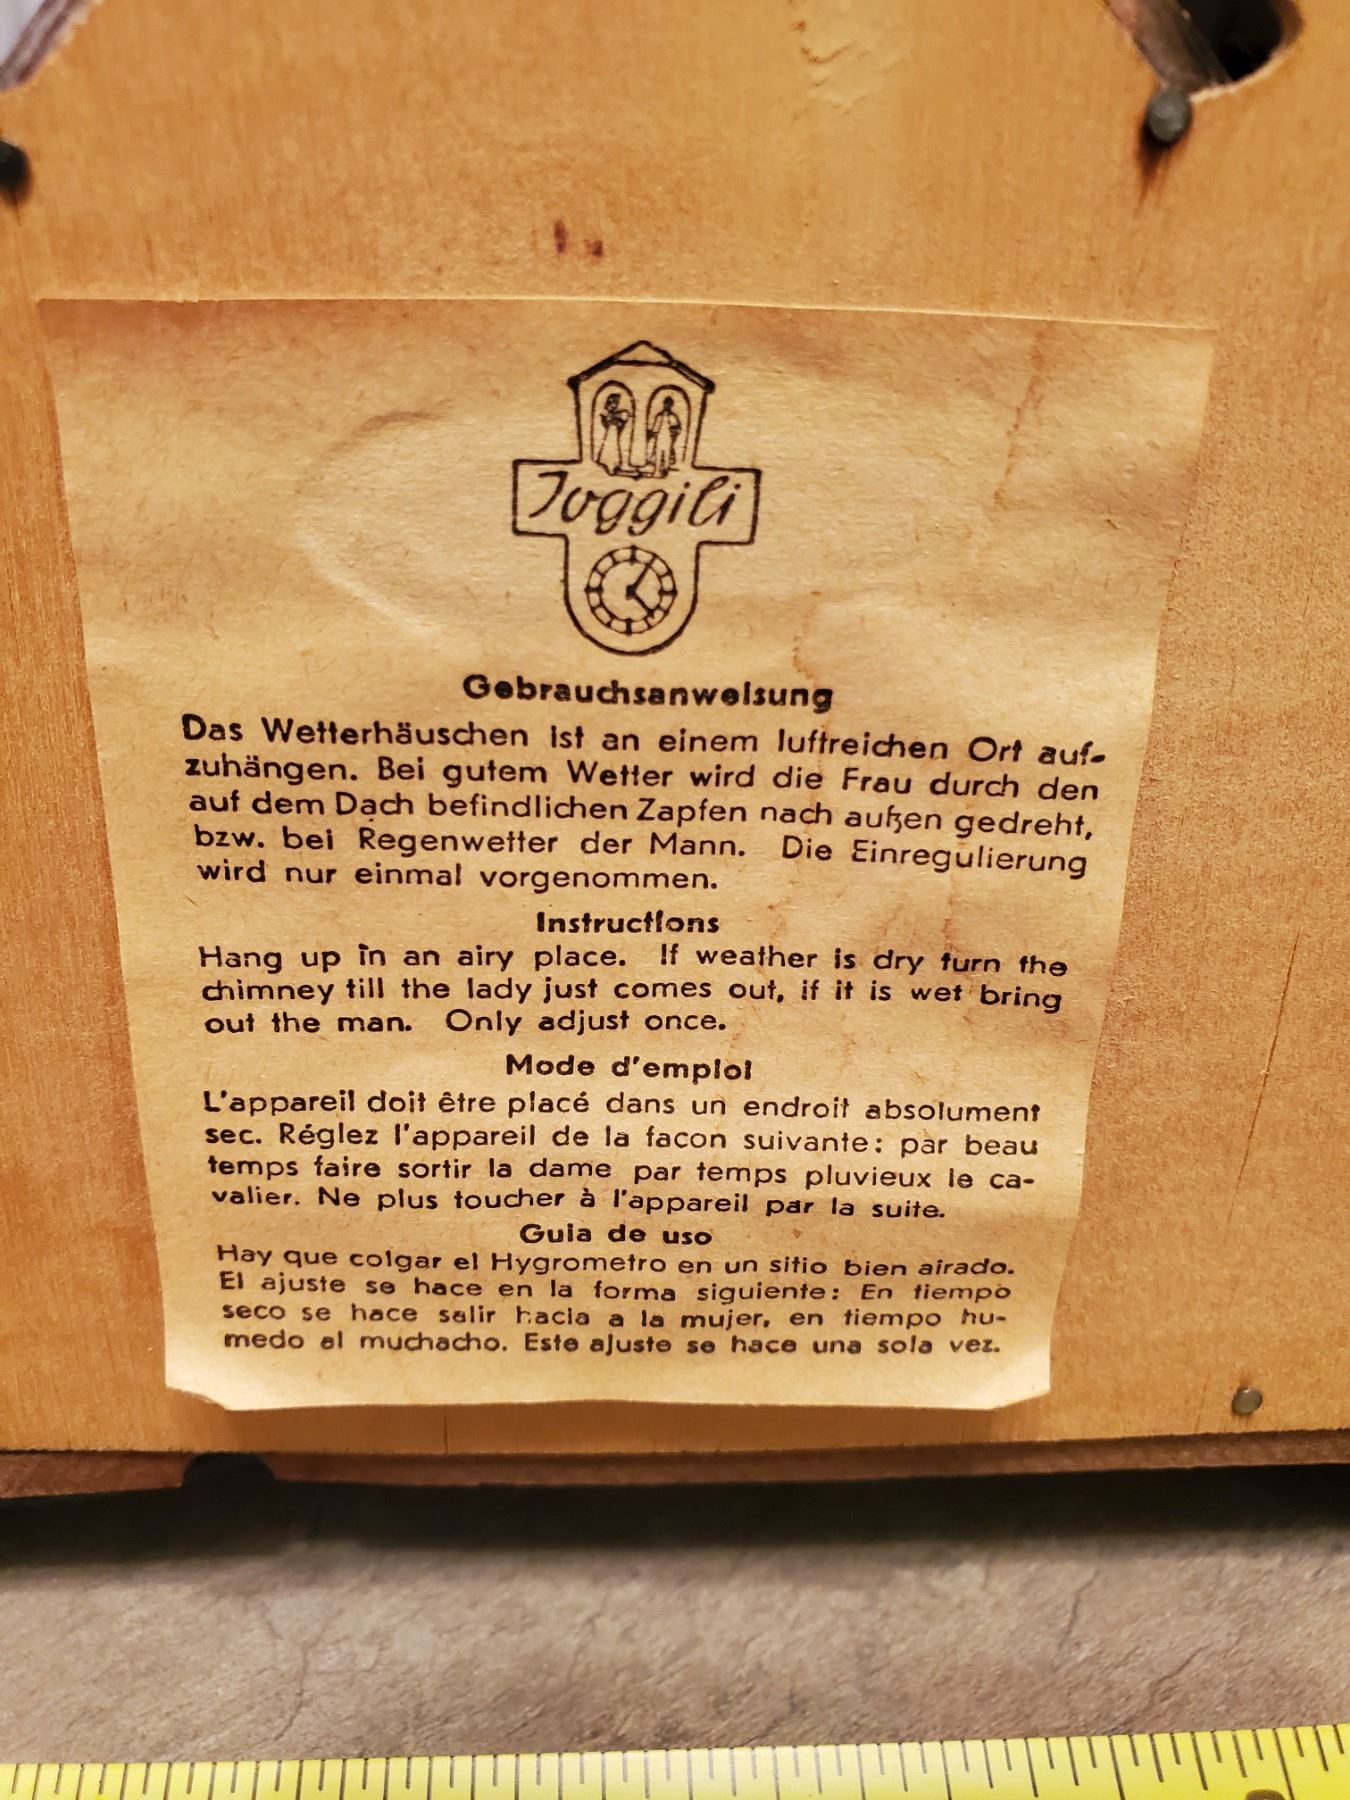 Joggili
Gebrauchsanweisung
Das Wetterhäuschen ist an einem luftreichen Ort auf-
zuhängen. Bei gutem Wetter wird die Frau durch den
auf dem Dach befindlichen Zapfen nach außen gedreht,
bzw. bei Regenwetter der Mann. Die Einregulierung
wird nur einmal vorgenommen.
Instructions
Hang up in an airy place. If weather is dry turn the
chimney till the lady just comes out, if it is wet bring
out the man. Only adjust once.
Mode d'emploi
L'appareil doit être placé dans un endroit absolument
sec. Réglez l'appareil de la facon suivante: par beau
temps faire sortir la dame par temps pluvieux le ca-
valier. Ne plus toucher à l'appareil par la suite.
Guia de uso
Hay que colgar el Hygrometro en un sitio bien airado.
El ajuste se hace en la forma siguiente: En tiempo
seco se hace salir hacia a la mujer, en tiempo hu-
medo al muchacho. Este ajuste se hace una sola vez.